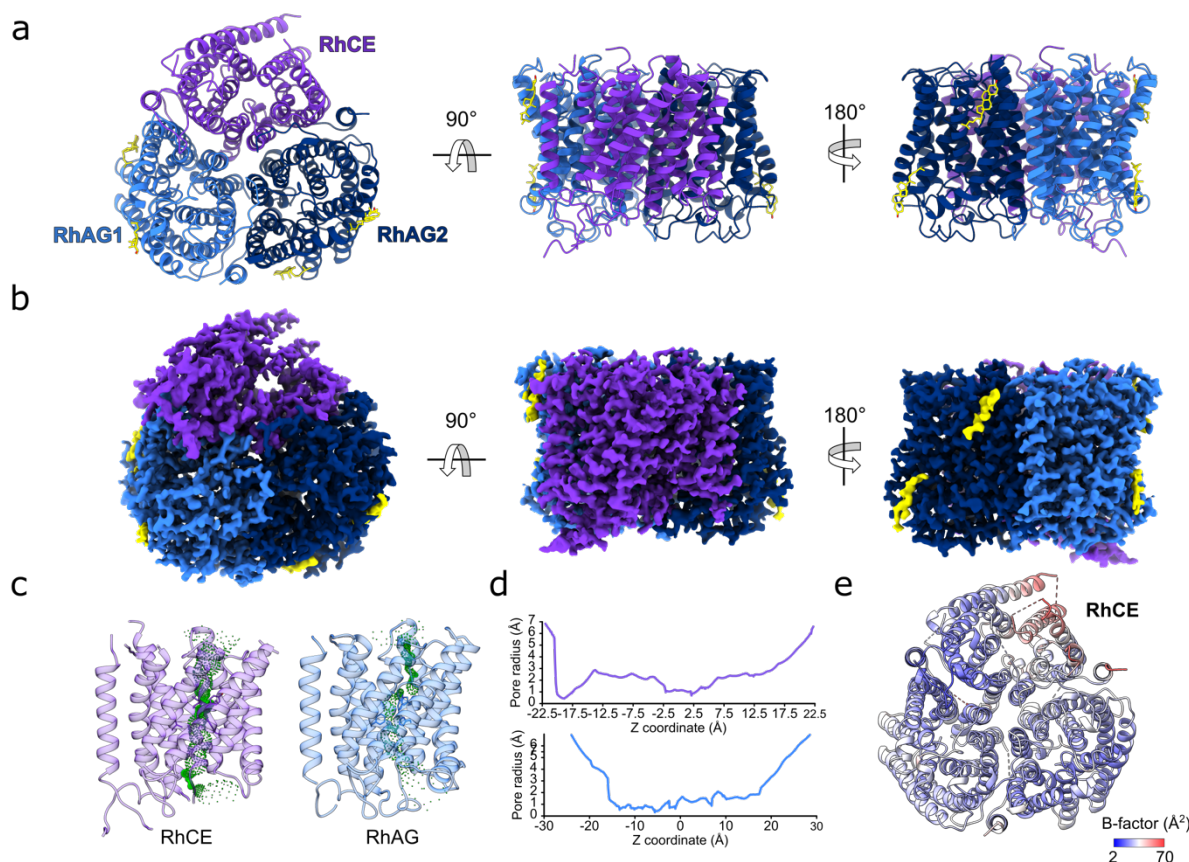 a
RhCE
RhAG1
RhAG2
90°
180°
b
90°
180°
c
RhCE
RhAG
d
Pore radius (Å)
7
6
5
4
3
2
1
0
-22.5 -17.5 -12.5 -7.5 -2.5 2.5 7.5 12.5 17.5 22.5
Z coordinate (Å)
Pore radius (Å)
7
6
5
4
3
2
1
0
-30 -20 -10 0 10 20 30
Z coordinate (Å)
e
RhCE
B-factor (Å²)
2 70